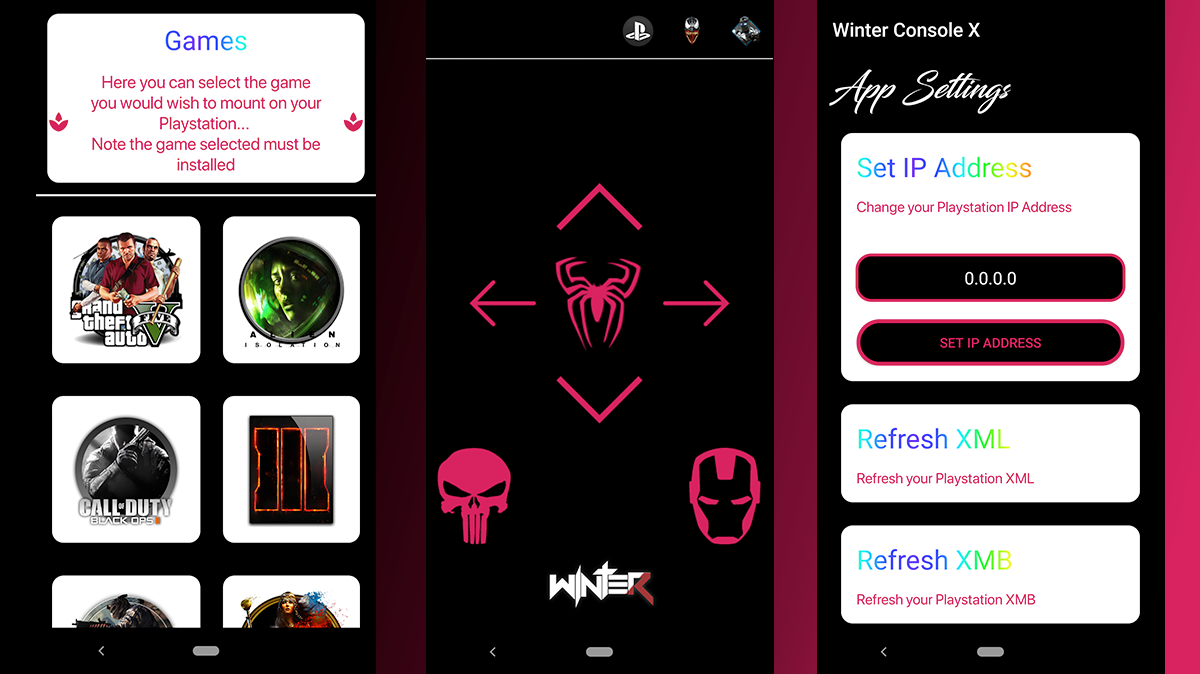 Games
Here you can select the game
you would wish to mount on your
Playstation...
Note the game selected must be
installed
grand
theft
auto
FIVE
V
ALIEN
ISOLATION
CALL OF DUTY
BLACK OPS II
III
WINTER
Winter Console X
App Settings
Set IP Address
Change your Playstation IP Address
0.0.0.0
SET IP ADDRESS
Refresh XML
Refresh your Playstation XML
Refresh XMB
Refresh your Playstation XMB